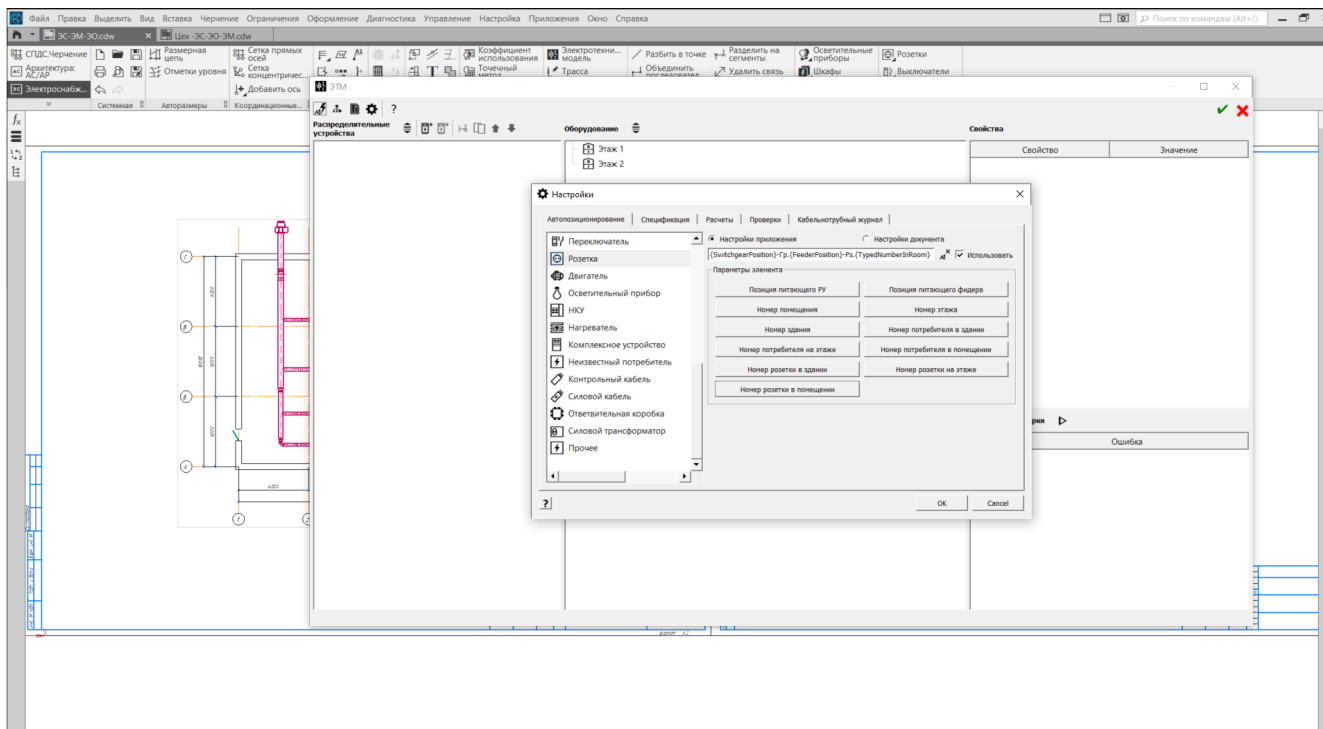 Файл Правка Выделить Вид Вставка Черчение Ограничения Оформление Диагностика Управление Настройка Приложения Окно Справка
Поиск по командам (Alt+/)
ЭС-ЭМ-ЭО.cdw
Цех -ЭС-ЭО-ЭМ.cdw
СПДС.Черчение
Архитектура: АС/АР
Электроснабж...
Системная
Размерная цепь
Отметки уровня
Авторазмеры
Сетка прямых осей
Сетка концентричес...
Добавить ось
Координационные...
Коэффициент использования
Точечный метод
Электротехни... модель
Трасса
Разбить в точке
Объединить последовател...
Разделить на сегменты
Удалить связь
Осветительные приборы
Шкафы
Розетки
Выключатели
ЭТМ
Распределительные устройства
Оборудование
Свойства
Этаж 1
Этаж 2
Свойство Значение
Ошибка
Настройки
Автопозиционирование Спецификация Расчеты Проверки Кабельнотрубный журнал
Переключатель
Розетка
Двигатель
Осветительный прибор
НКУ
Нагреватель
Комплексное устройство
Неизвестный потребитель
Контрольный кабель
Силовой кабель
Ответвительная коробка
Силовой трансформатор
Прочее
Настройки приложения Настройки документа
{SwitchgearPosition}-Гр.{FeederPosition}-Рз.{TypedNumberInRoom}
Использовать
Параметры элемента
Позиция питающего РУ Позиция питающего фидера
Номер помещения Номер этажа
Номер здания Номер потребителя в здании
Номер потребителя на этаже Номер потребителя в помещении
Номер розетки в здании Номер розетки на этаже
Номер розетки в помещении
OK Cancel
Г
В
Б
А
1